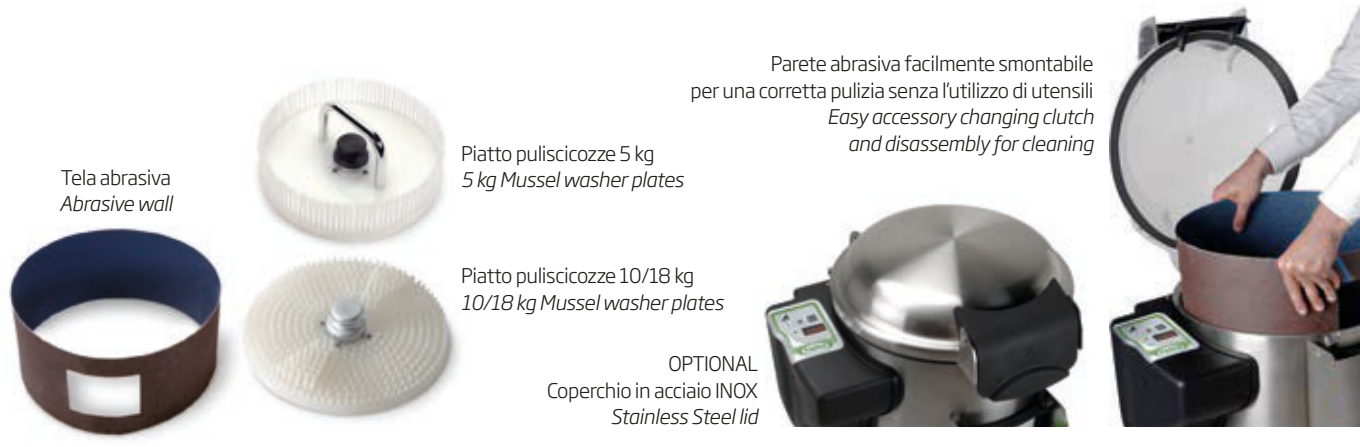 Tela abrasiva
Abrasive wall
Piatto puliscicozze 5 kg
5 kg Mussel washer plates
Piatto puliscicozze 10/18 kg
10/18 kg Mussel washer plates
Parete abrasiva facilmente smontabile
per una corretta pulizia senza l'utilizzo di utensili
Easy accessory changing clutch
and disassembly for cleaning
OPTIONAL
Coperchio in acciaio INOX
Stainless Steel lid